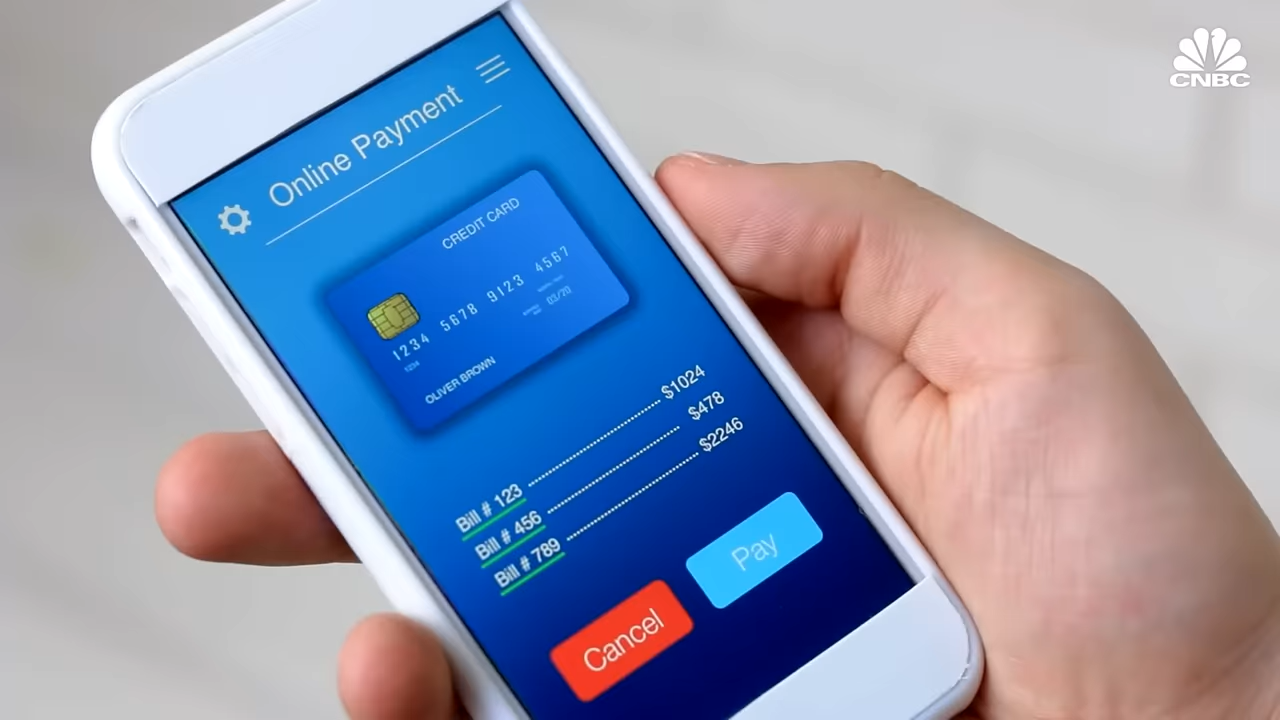 CNBC
Online Payment
CREDIT CARD
1234 5678 9123 4567
1234
03/20
OLIVER BROWN
Bill # 123 $1024
Bill # 456 $478
Bill # 789 $2246
Cancel
Pay